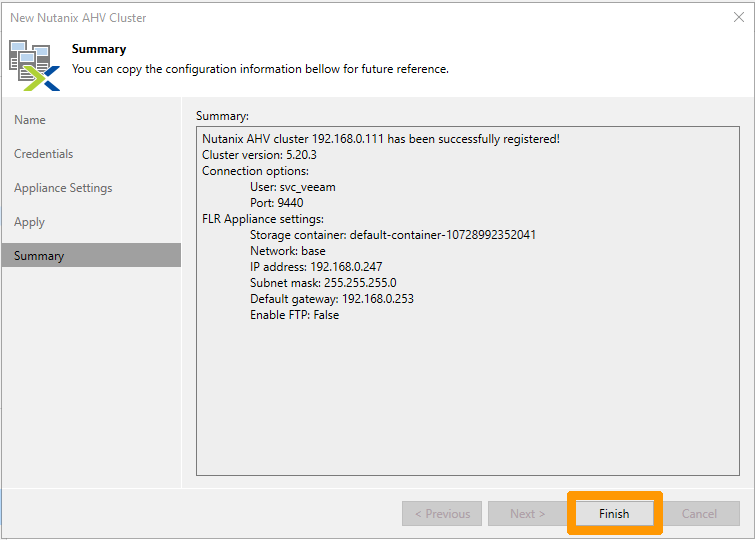 New Nutanix AHV Cluster
Summary
You can copy the configuration information bellow for future reference.
Name
Credentials
Appliance Settings
Apply
Summary
Summary:
Nutanix AHV cluster 192.168.0.111 has been successfully registered!
Cluster version: 5.20.3
Connection options:
User: svc_veeam
Port: 9440
FLR Appliance settings:
Storage container: default-container-10728992352041
Network: base
IP address: 192.168.0.247
Subnet mask: 255.255.255.0
Default gateway: 192.168.0.253
Enable FTP: False
< Previous
Next >
Finish
Cancel